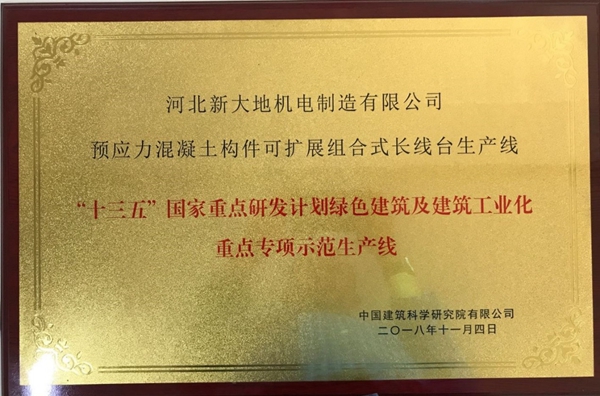 河北新大地机电制造有限公司
预应力混凝土构件可扩展组合式长线台生产线
“十三五”国家重点研发计划绿色建筑及建筑工业化
重点专项示范生产线
中国建筑科学研究院有限公司
二〇一八年十一月四日